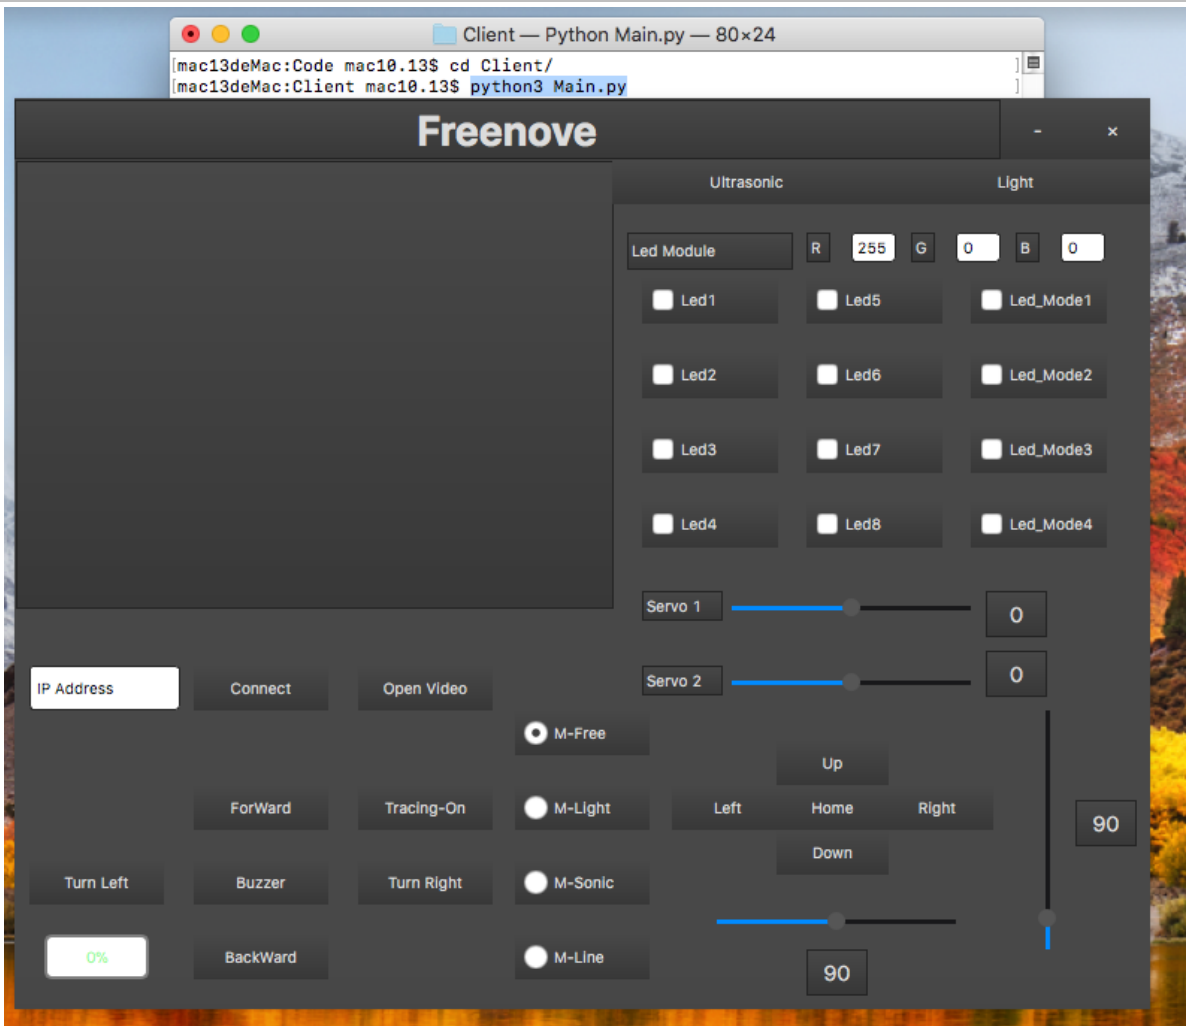 Client — Python Main.py — 80×24
[mac13deMac:Code mac10.13$ cd Client/ ]
[mac13deMac:Client mac10.13$ python3 Main.py ]
Freenove - ×
Ultrasonic Light
Led Module R 255 G 0 B 0
Led1 Led5 Led_Mode1
Led2 Led6 Led_Mode2
Led3 Led7 Led_Mode3
Led4 Led8 Led_Mode4
Servo 1 0
Servo 2 0
IP Address Connect Open Video
M-Free
Up
ForWard Tracing-On M-Light Left Home Right
90
Down
Turn Left Buzzer Turn Right M-Sonic
0% BackWard M-Line
90